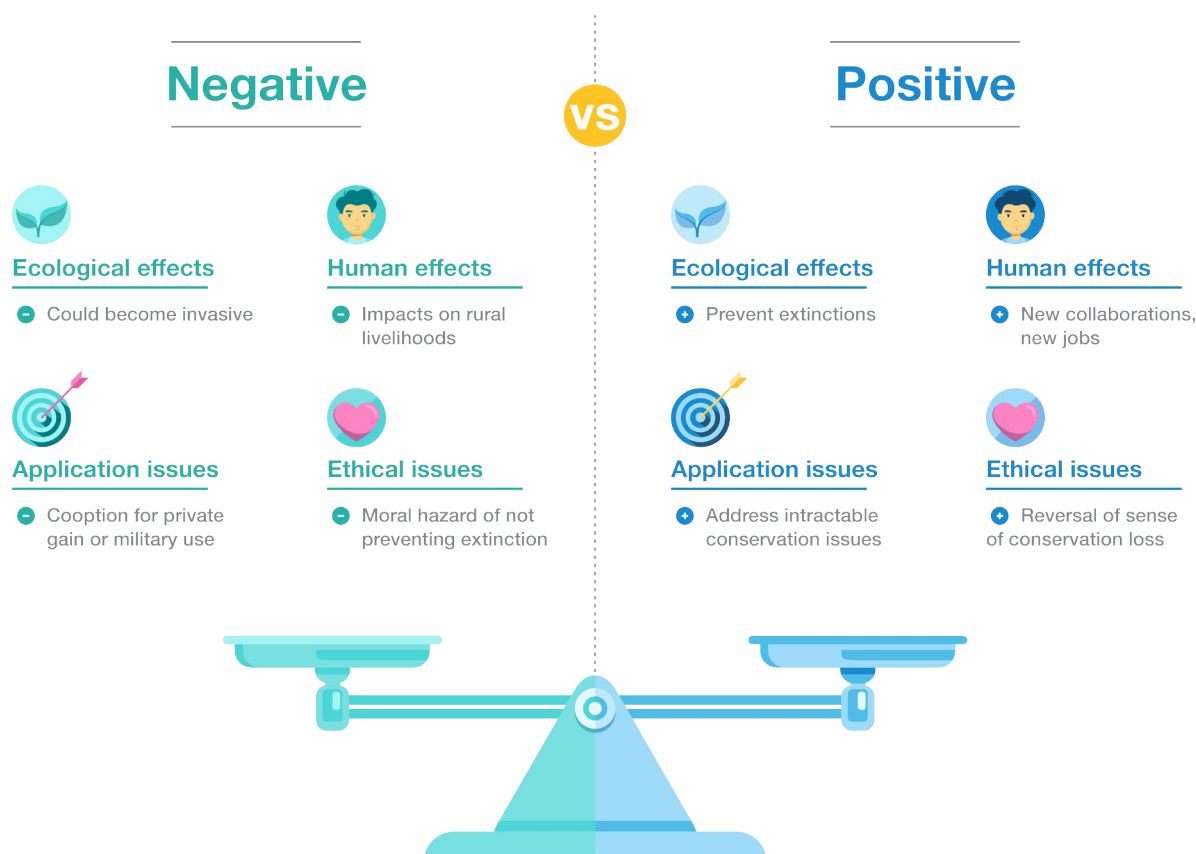 Negative
VS
Positive
Ecological effects
Could become invasive
Human effects
Impacts on rural
livelihoods
Application issues
Cooption for private
gain or military use
Ethical issues
Moral hazard of not
preventing extinction
Ecological effects
Prevent extinctions
Human effects
New collaborations,
new jobs
Application issues
Address intractable
conservation issues
Ethical issues
Reversal of sense
of conservation loss